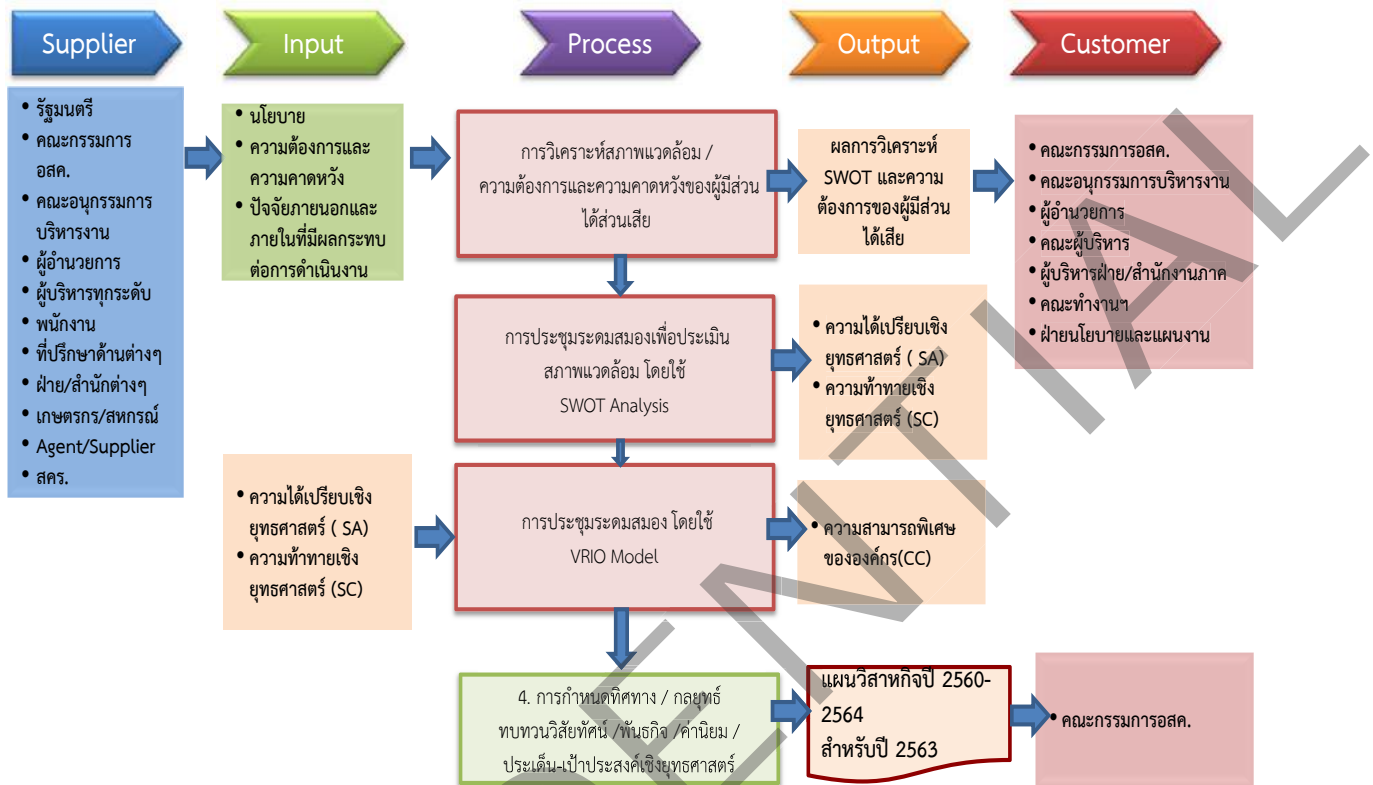 Supplier
Input
Process
Output
Customer
• รัฐมนตรี
• คณะกรรมการ
อสค.
• คณะอนุกรรมการ
บริหารงาน
• ผู้อำนวยการ
• ผู้บริหารทุกระดับ
• พนักงาน
• ที่ปรึกษาด้านต่างๆ
• ฝ่าย/สำนักต่างๆ
• เกษตรกร/สหกรณ์
• Agent/Supplier
• สคร.
• นโยบาย
• ความต้องการและ
ความคาดหวัง
• ปัจจัยภายนอกและ
ภายในที่มีผลกระทบ
ต่อการดำเนินงาน
การวิเคราะห์สภาพแวดล้อม /
ความต้องการและความคาดหวังของผู้มีส่วน
ได้ส่วนเสีย
ผลการวิเคราะห์
SWOT และความ
ต้องการของผู้มีส่วน
ได้เสีย
• คณะกรรมการอสค.
• คณะอนุกรรมการบริหารงาน
• ผู้อำนวยการ
• คณะผู้บริหาร
• ผู้บริหารฝ่าย/สำนักงานภาค
• คณะทำงานฯ
• ฝ่ายนโยบายและแผนงาน
การประชุมระดมสมองเพื่อประเมิน
สภาพแวดล้อม โดยใช้
SWOT Analysis
• ความได้เปรียบเชิง
ยุทธศาสตร์ ( SA)
• ความท้าทายเชิง
ยุทธศาสตร์ (SC)
• ความได้เปรียบเชิง
ยุทธศาสตร์ ( SA)
• ความท้าทายเชิง
ยุทธศาสตร์ (SC)
การประชุมระดมสมอง โดยใช้
VRIO Model
• ความสามารถพิเศษ
ขององค์กร(CC)
4. การกำหนดทิศทาง / กลยุทธ์
ทบทวนวิสัยทัศน์ /พันธกิจ /ค่านิยม /
ประเด็น-เป้าประสงค์เชิงยุทธศาสตร์
แผนวิสาหกิจปี 2560-
2564
สำหรับปี 2563
• คณะกรรมการอสค.
ENTIAL